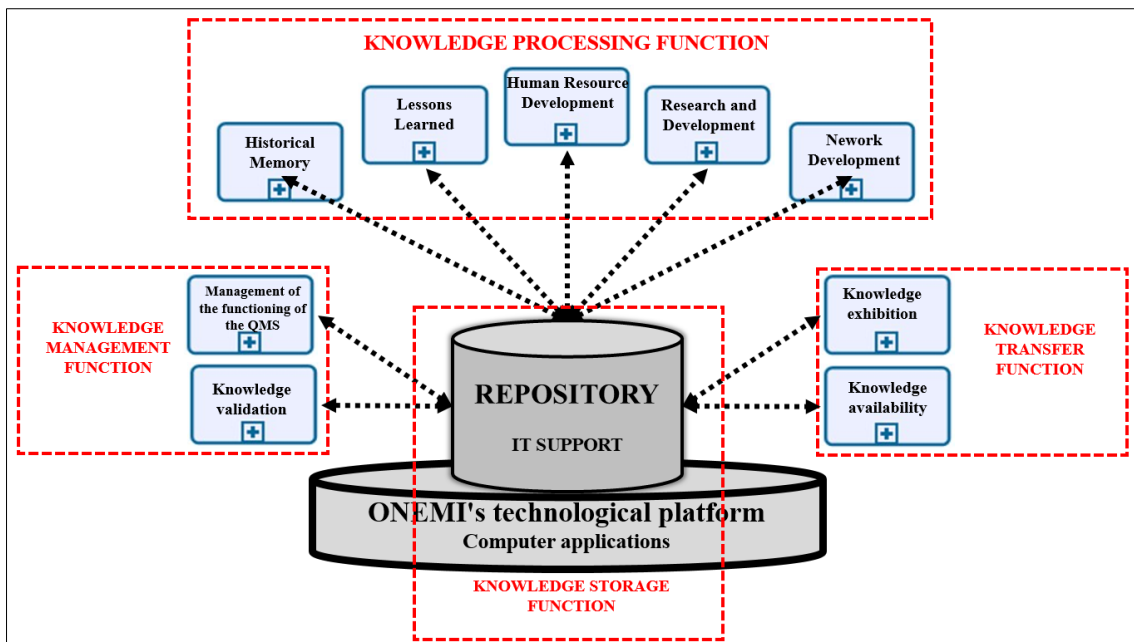 KNOWLEDGE PROCESSING FUNCTION
Historical
Memory
Lessons
Learned
Human Resource
Development
Research and
Development
Nework
Development
KNOWLEDGE
MANAGEMENT
FUNCTION
Management of
the functioning of
the QMS
Knowledge
validation
REPOSITORY
IT SUPPORT
ONEMI's technological platform
Computer applications
KNOWLEDGE STORAGE
FUNCTION
Knowledge
exhibition
Knowledge
availability
KNOWLEDGE
TRANSFER
FUNCTION